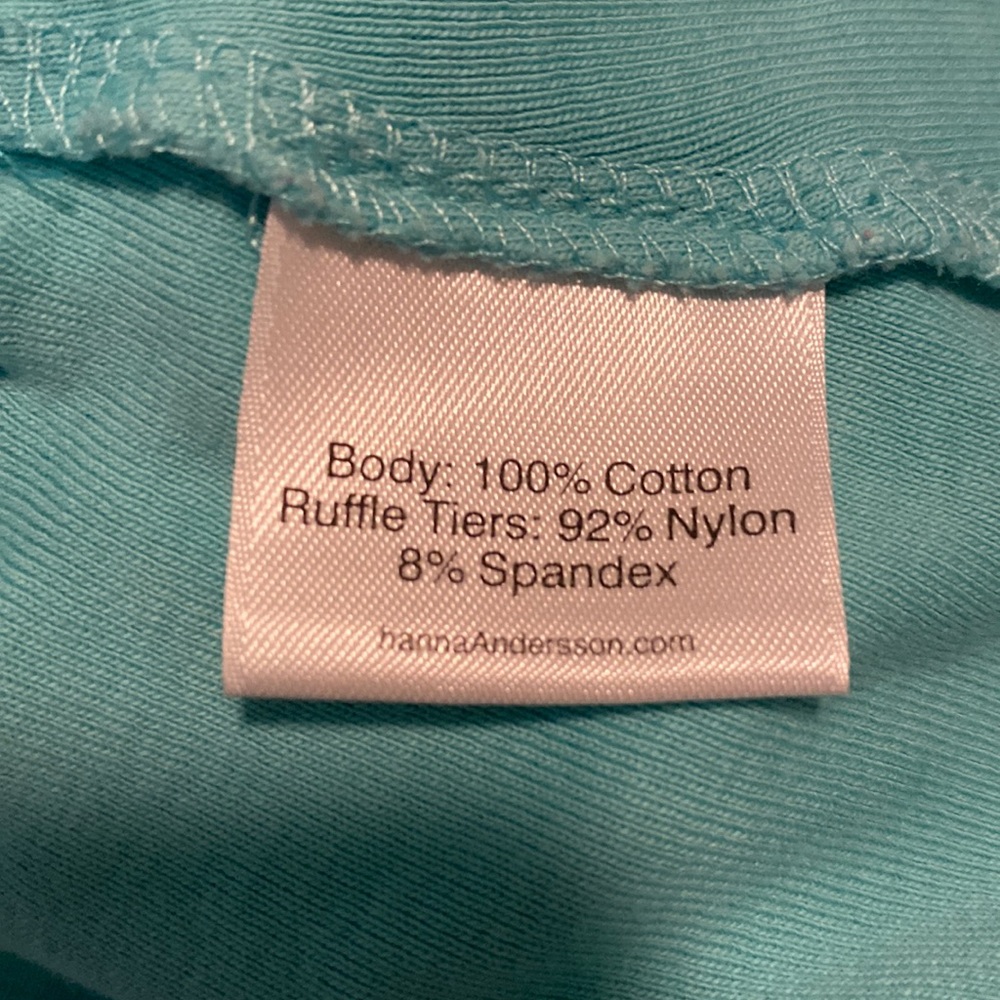 Body: 100% Cotton
Ruffle Tiers: 92% Nylon
8% Spandex
hannaAndersson.com